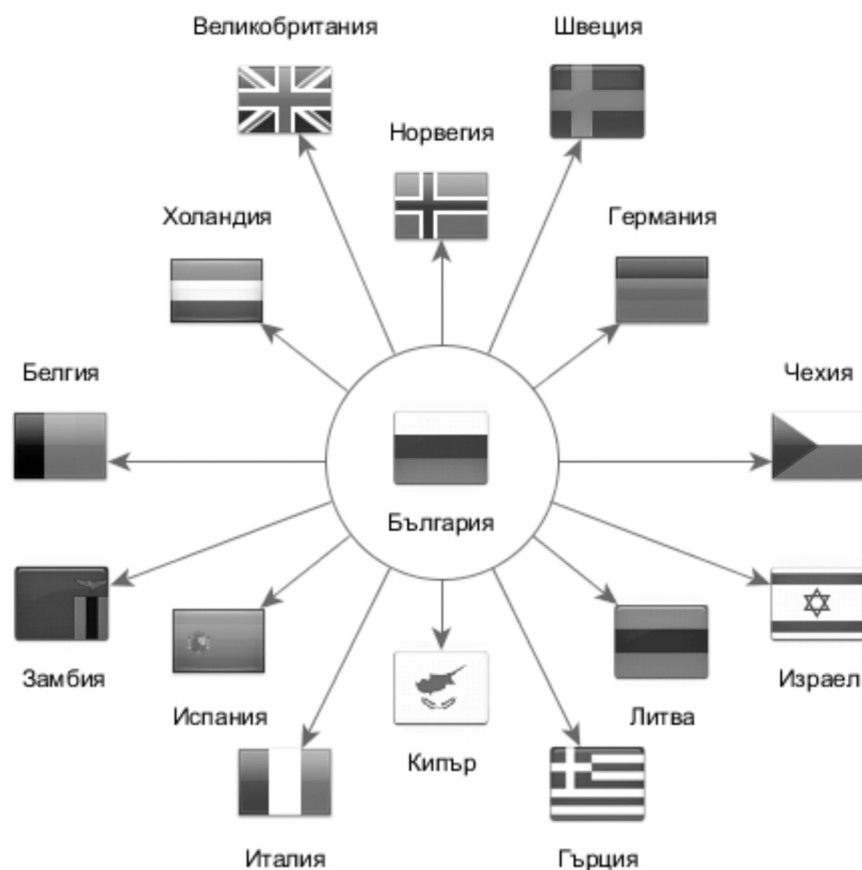 Великобритания
Швеция
Норвегия
Холандия
Германия
Белгия
Чехия
България
Замбия
Израел
Испания
Литва
Кипър
Италия
Гърция